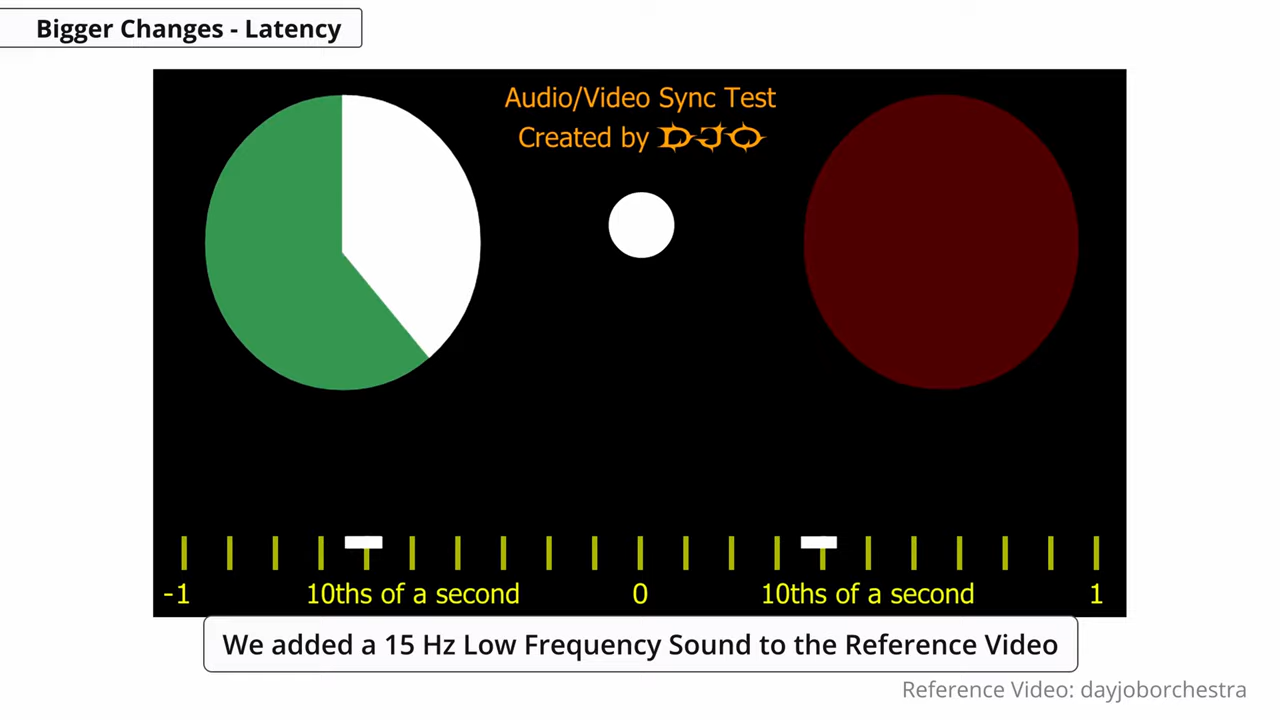 Bigger Changes - Latency
Audio/Video Sync Test
Created by DJO
-1 10ths of a second 0 10ths of a second 1
We added a 15 Hz Low Frequency Sound to the Reference Video
Reference Video: dayjoborchestra